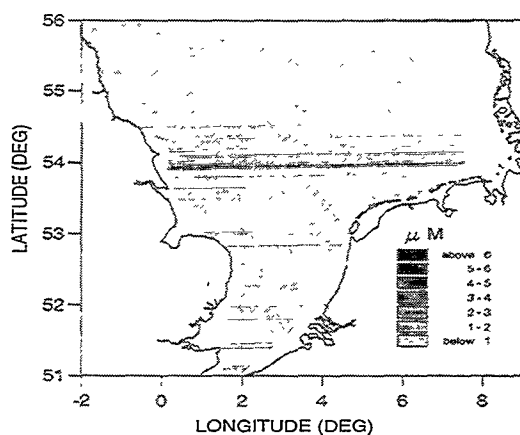 56
55
54
53
52
51
LATITUDE (DEG)
μ M
above 6
5-6
4-5
3-4
2-3
1-2
below 1
-2 0 2 4 6 8
LONGITUDE (DEG)